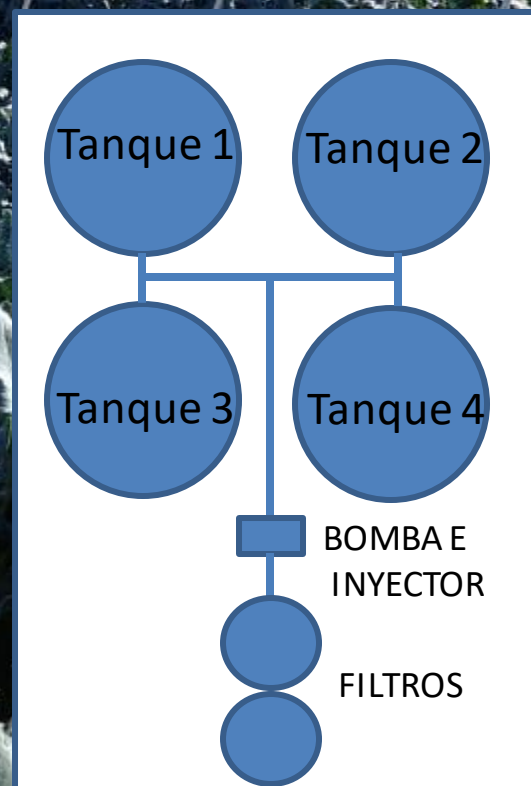 Tanque 1
Tanque 2
Tanque 3
Tanque 4
BOMBA E
INYECTOR
FILTROS